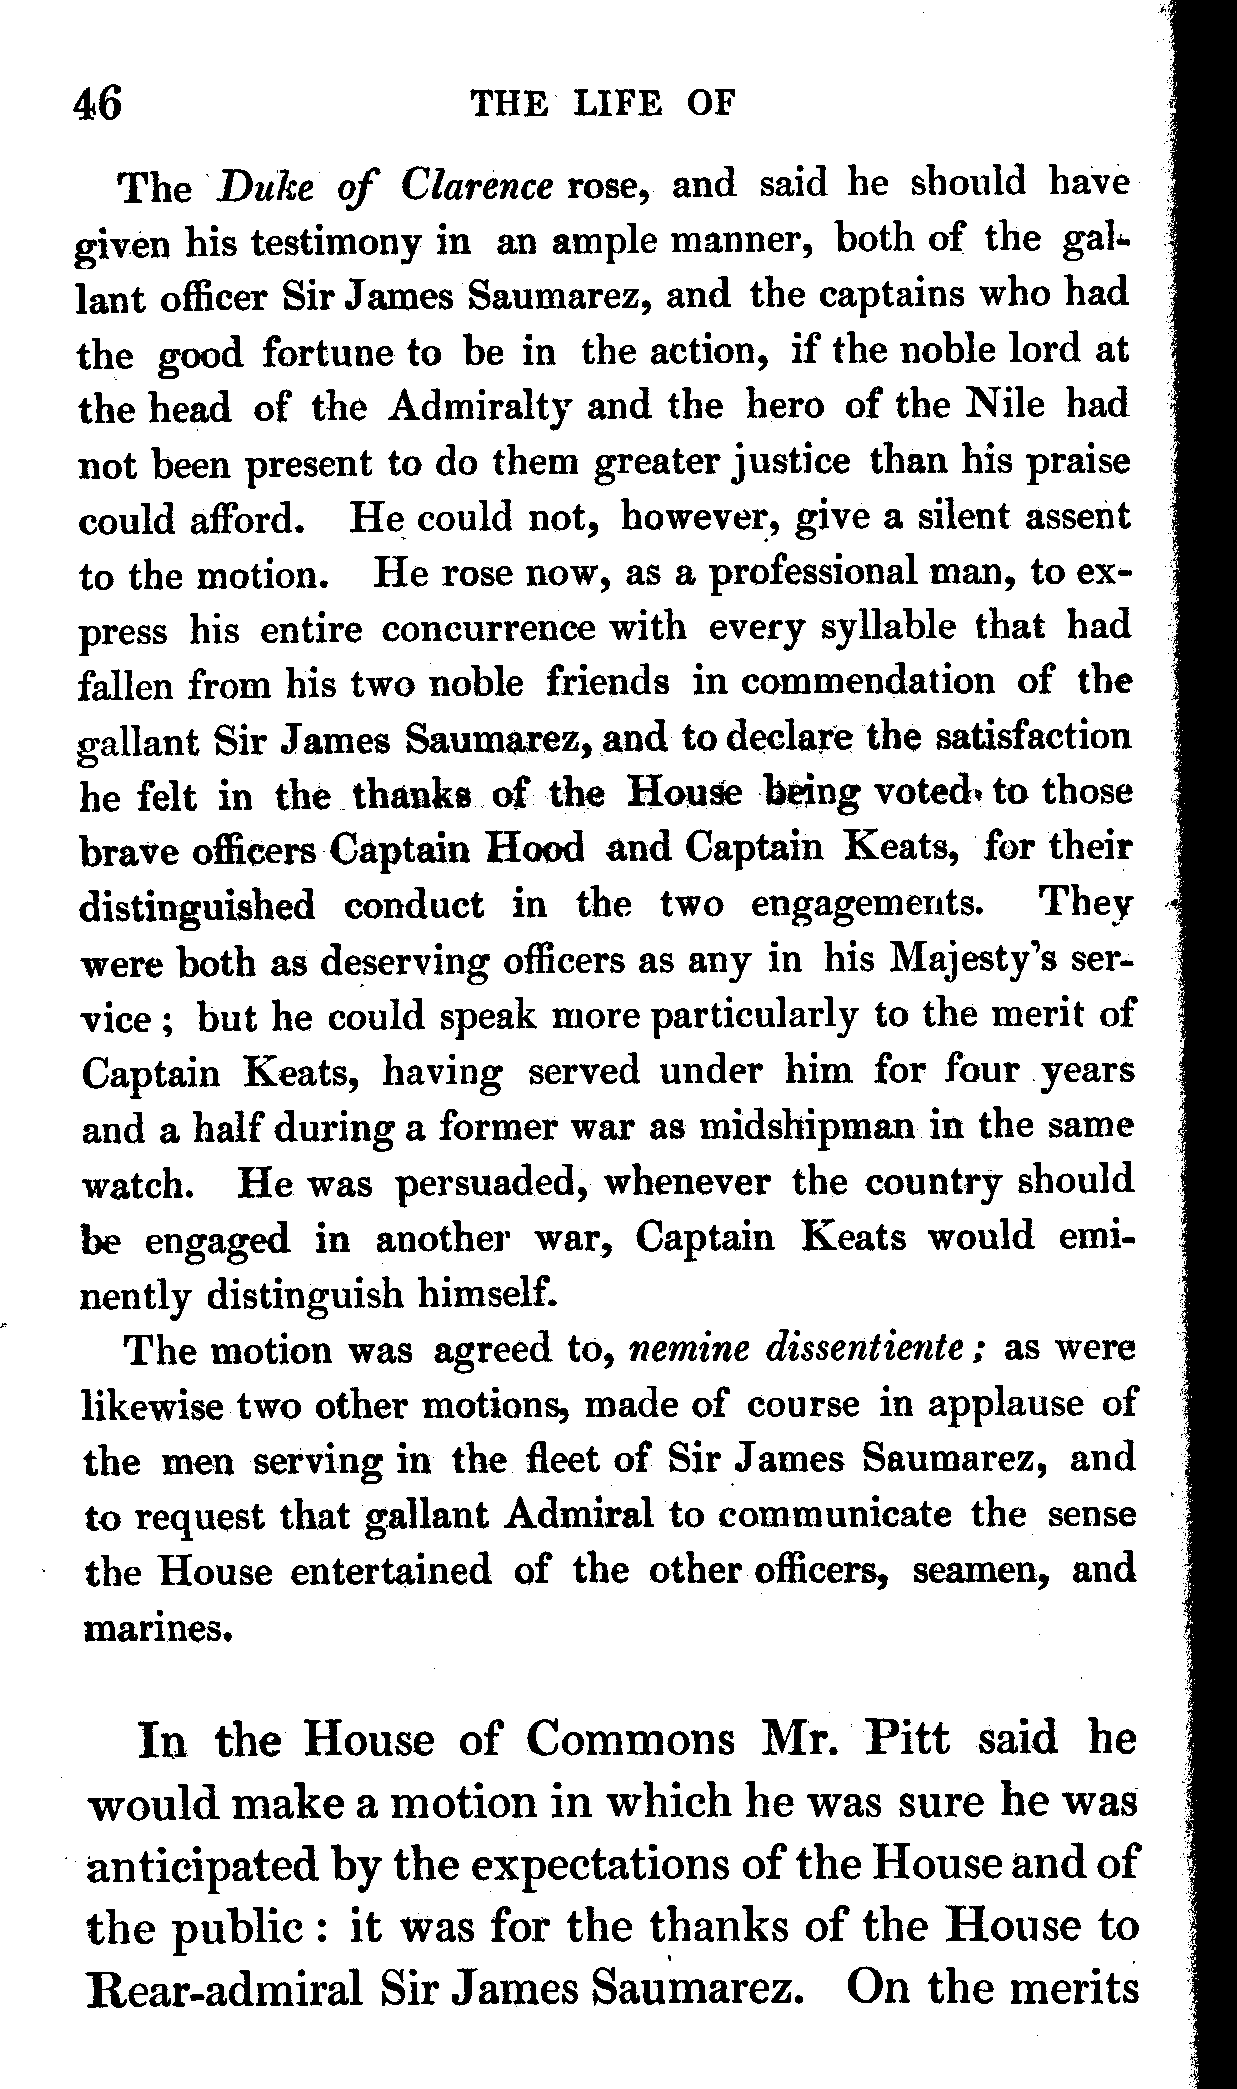 46 THE LIFE OF
The Duke of Clarence rose, and said he should have
given his testimony in an ample manner, both of the gal-
lant officer Sir James Saumarez, and the captains who had
the good fortune to be in the action, if the noble lord at
the head of the Admiralty and the hero of the Nile had
not been present to do them greater justice than his praise
could afford. He could not, however, give a silent assent
to the motion. He rose now, as a professional man, to ex-
press his entire concurrence with every syllable that had
fallen from his two noble friends in commendation of the
gallant Sir James Saumarez, and to declare the satisfaction
he felt in the thanks of the House being voted to those
brave officers Captain Hood and Captain Keats, for their
distinguished conduct in the two engagements. They
were both as deserving officers as any in his Majesty's ser-
vice ; but he could speak more particularly to the merit of
Captain Keats, having served under him for four years
and a half during a former war as midshipman in the same
watch. He was persuaded, whenever the country should
be engaged in another war, Captain Keats would emi-
nently distinguish himself.
The motion was agreed to, nemine dissentiente ; as were
likewise two other motions, made of course in applause of
the men serving in the fleet of Sir James Saumarez, and
to request that gallant Admiral to communicate the sense
the House entertained of the other officers, seamen, and
marines.
In the House of Commons Mr. Pitt said he
would make a motion in which he was sure he was
anticipated by the expectations of the House and of
the public : it was for the thanks of the House to
Rear-admiral Sir James Saumarez. On the merits